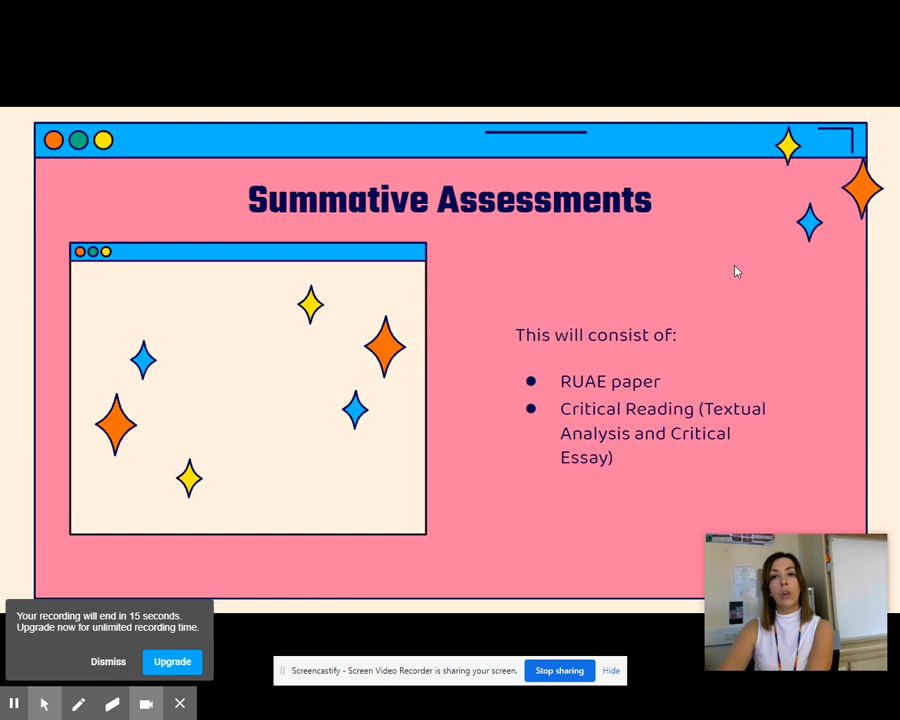 Summative Assessments
This will consist of:
● RUAE paper
● Critical Reading (Textual
Analysis and Critical
Essay)
Your recording will end in 15 seconds.
Upgrade now for unlimited recording time.
Dismiss
Upgrade
Screencastify - Screen Video Recorder is sharing your screen.
Stop sharing
Hide